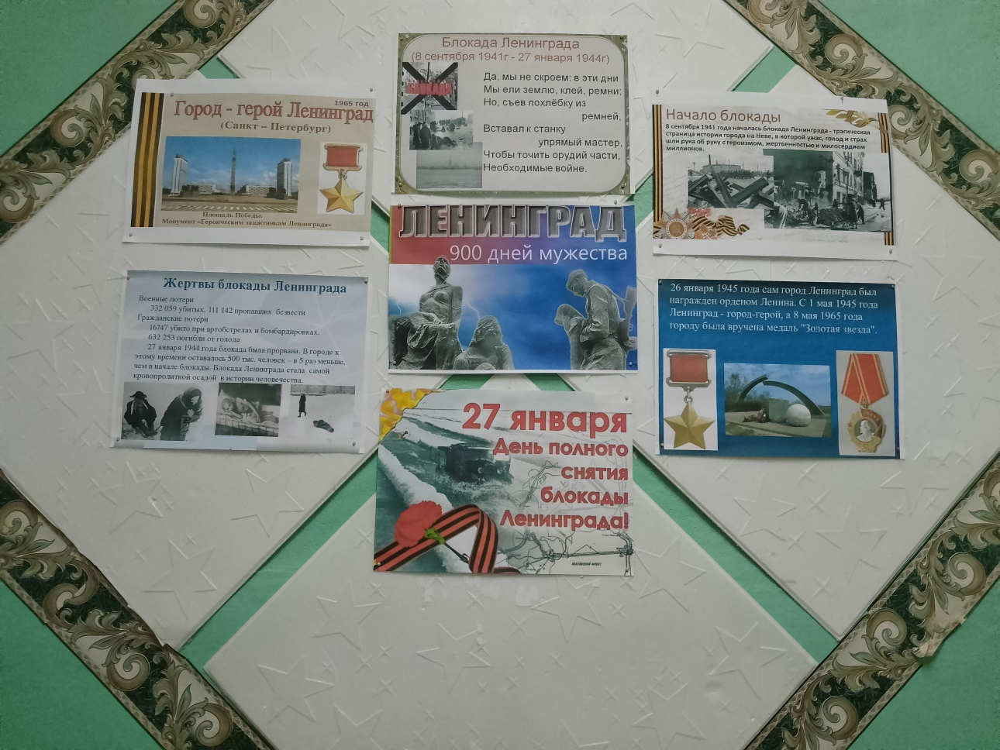 Блокада Ленинграда
(8 сентября 1941г - 27 января 1944г)
БЛОКАДА
Да, мы не скроем: в эти дни
Мы ели землю, клей, ремни;
Но, съев похлёбку из
ремней,
Вставал к станку
упрямый мастер,
Чтобы точить орудий части,
Необходимые войне.
1965 год
Город - герой Ленинград
(Санкт – Петербург)
Площадь Победы.
Монумент «Героическим защитникам Ленинграда»
Начало блокады
8 сентября 1941 года началась блокада Ленинграда - трагическая
страница истории города на Неве, в которой ужас, голод и страх
шли рука об руку с героизмом, жертвенностью и милосердием
миллионов.
ЛЕНИНГРАД
900 дней мужества
Жертвы блокады Ленинграда
Военные потери
332 059 убитых, 111 142 пропавших безвести
Гражданские потери
16747 убито при артобстрелах и бомбардировках.
632 253 погибли от голода
27 января 1944 года блокада была прорвана. В городе к
этому времени оставалось 500 тыс. человек – в 5 раз меньше,
чем в начале блокады. Блокада Ленинграда стала самой
кровопролитной осадой в истории человечества.
26 января 1945 года сам город Ленинград был
награжден орденом Ленина. С 1 мая 1945 года
Ленинград - город-герой, а 8 мая 1965 года
городу была вручена медаль "Золотая звезда".
27 января
День полного
снятия
блокады
Ленинграда!